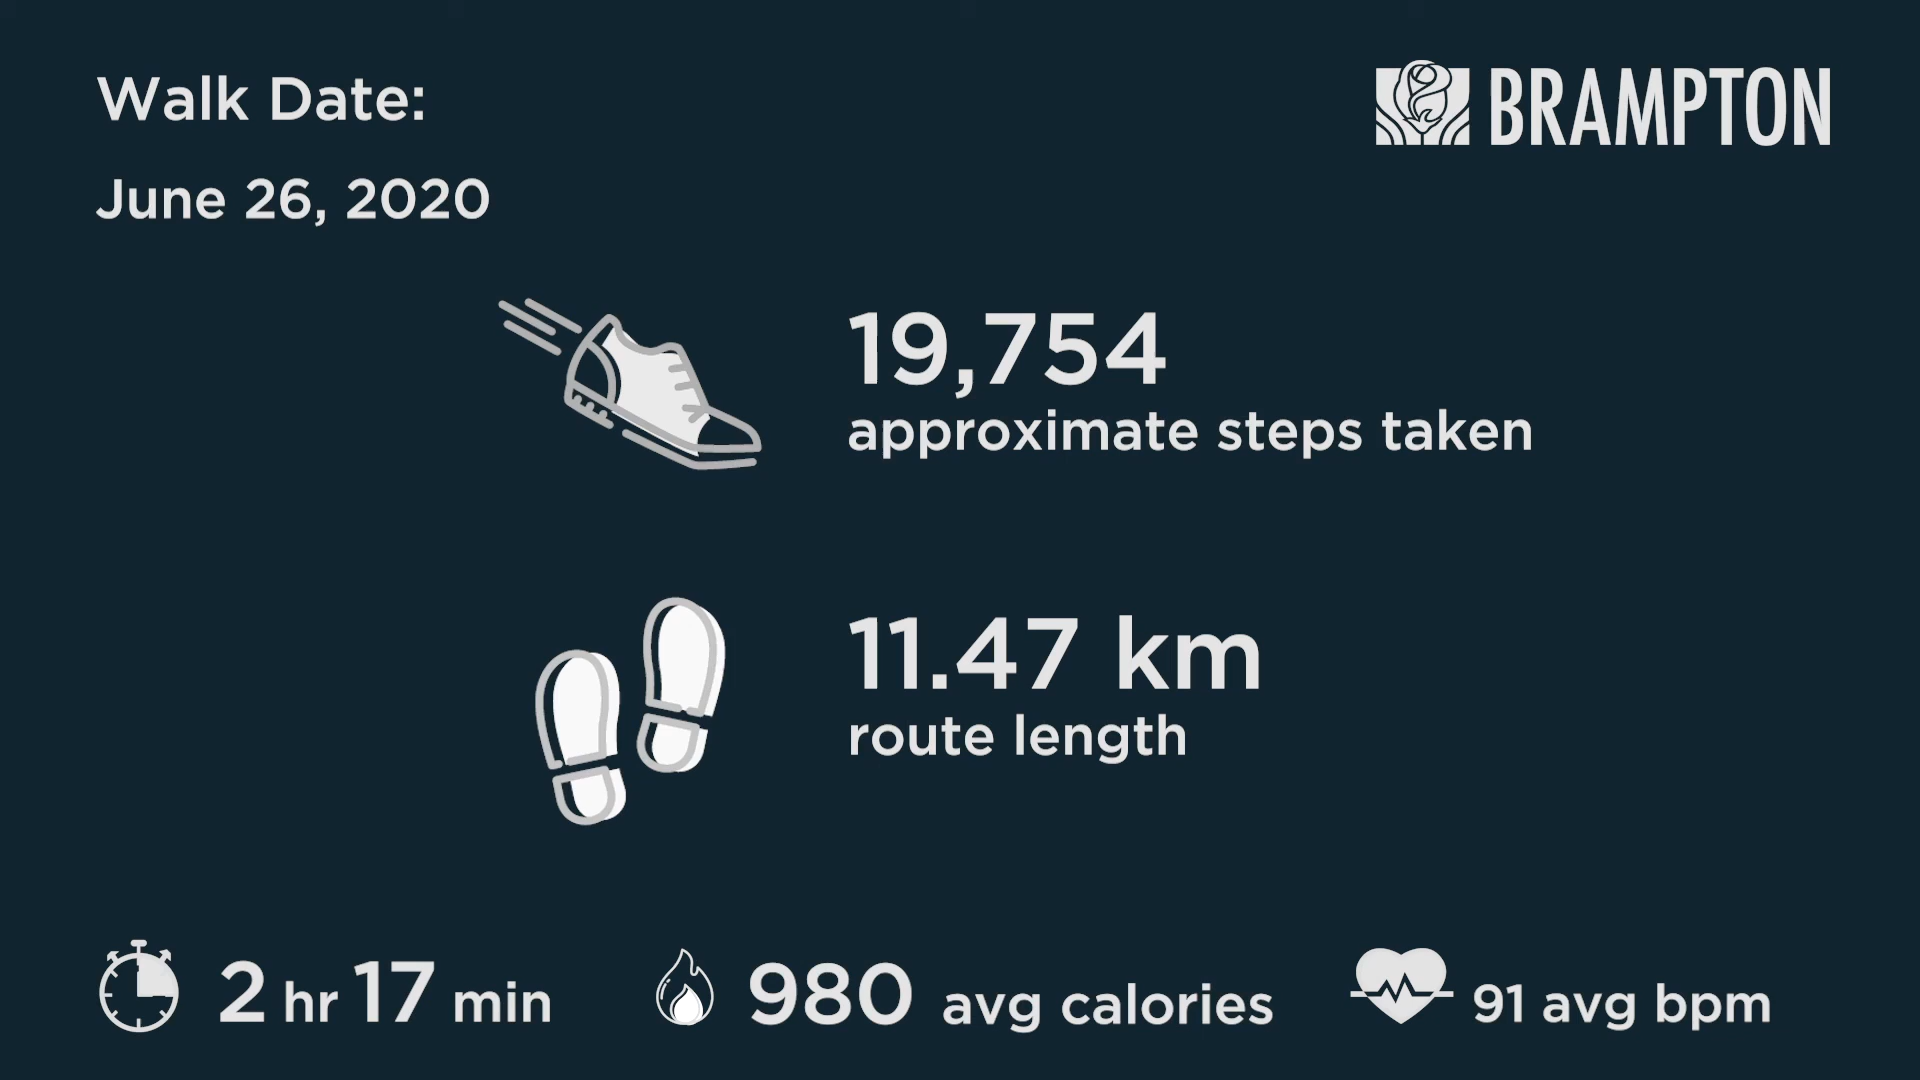 Walk Date:
BRAMPTON
June 26, 2020
19,754
approximate steps taken
11.47 km
route length
2 hr 17 min
980 avg calories
91 avg bpm